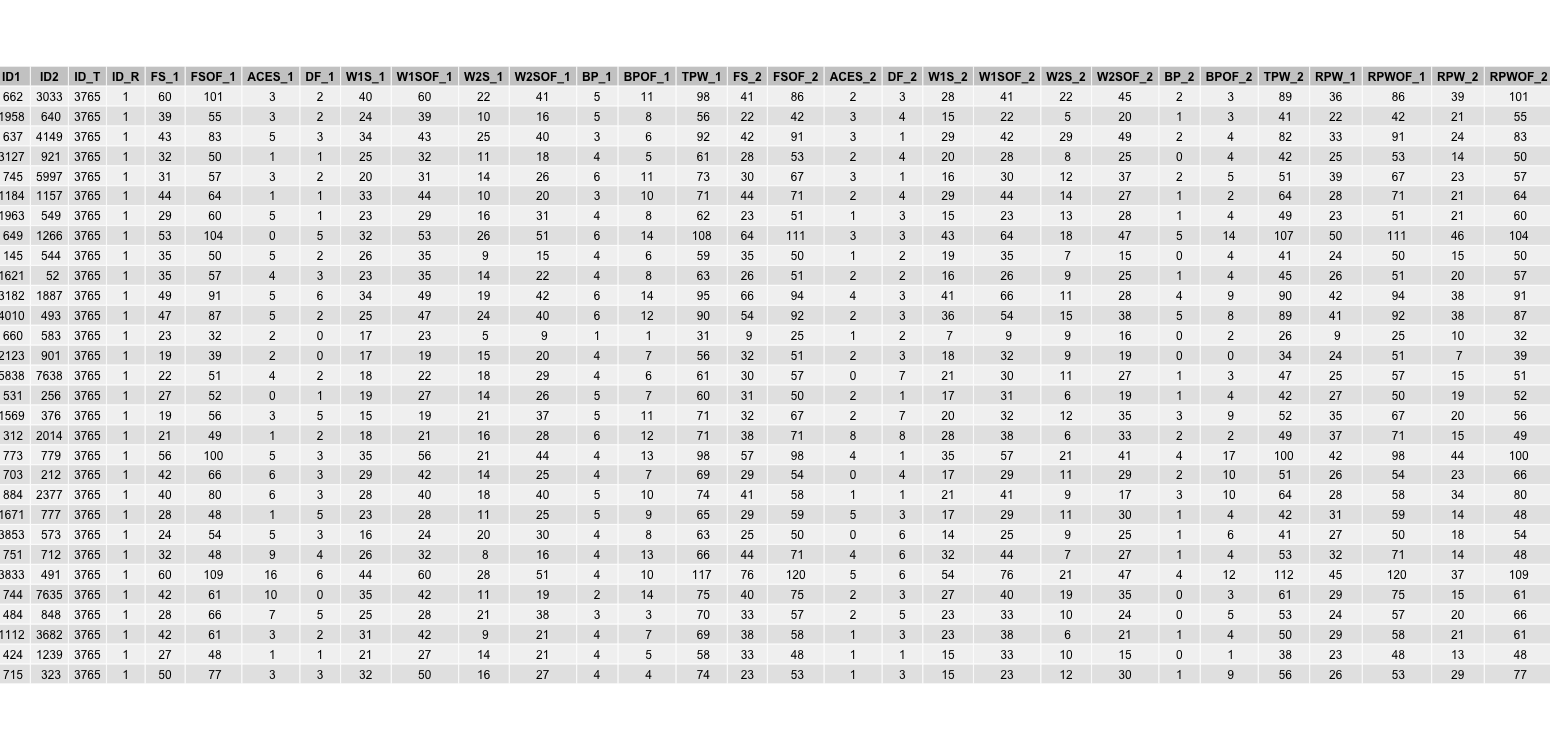 ID1 ID2 ID_T ID_R FS_1 FSOF_1 ACES_1 DF_1 W1S_1 W1SOF_1 W2S_1 W2SOF_1 BP_1 BPOF_1 TPW_1 FS_2 FSOF_2 ACES_2 DF_2 W1S_2 W1SOF_2 W2S_2 W2SOF_2 BP_2 BPOF_2 TPW_2 RPW_1 RPWOF_1 RPW_2 RPWOF_2
662 3033 3765 1 60 101 3 2 40 60 22 41 5 11 98 41 86 2 3 28 41 22 45 2 3 89 36 86 39 101
1958 640 3765 1 39 55 3 2 24 39 10 16 5 8 56 22 42 3 4 15 22 5 20 1 3 41 22 42 21 55
637 4149 3765 1 43 83 5 3 34 43 25 40 3 6 92 42 91 3 1 29 42 29 49 2 4 82 33 91 24 83
3127 921 3765 1 32 50 1 1 25 32 11 18 4 5 61 28 53 2 4 20 28 8 25 0 4 42 25 53 14 50
745 5997 3765 1 31 57 3 2 20 31 14 26 6 11 73 30 67 3 1 16 30 12 37 2 5 51 39 67 23 57
1184 1157 3765 1 44 64 1 1 33 44 10 20 3 10 71 44 71 2 4 29 44 14 27 1 2 64 28 71 21 64
1963 549 3765 1 29 60 5 1 23 29 16 31 4 8 62 23 51 1 3 15 23 13 28 1 4 49 23 51 21 60
649 1266 3765 1 53 104 0 5 32 53 26 51 6 14 108 64 111 3 3 43 64 18 47 5 14 107 50 111 46 104
145 544 3765 1 35 50 5 2 26 35 9 15 4 6 59 35 50 1 2 19 35 7 15 0 4 41 24 50 15 50
1621 52 3765 1 35 57 4 3 23 35 14 22 4 8 63 26 51 2 2 16 26 9 25 1 4 45 26 51 20 57
3182 1887 3765 1 49 91 5 6 34 49 19 42 6 14 95 66 94 4 3 41 66 11 28 4 9 90 42 94 38 91
4010 493 3765 1 47 87 5 2 25 47 24 40 6 12 90 54 92 2 3 36 54 15 38 5 8 89 41 92 38 87
660 583 3765 1 23 32 2 0 17 23 5 9 1 1 31 9 25 1 2 7 9 9 16 0 2 26 9 25 10 32
2123 901 3765 1 19 39 2 0 17 19 15 20 4 7 56 32 51 2 3 18 32 9 19 0 0 34 24 51 7 39
5838 7638 3765 1 22 51 4 2 18 22 18 29 4 6 61 30 57 0 7 21 30 11 27 1 3 47 25 57 15 51
531 256 3765 1 27 52 0 1 19 27 14 26 5 7 60 31 50 2 1 17 31 6 19 1 4 42 27 50 19 52
1569 376 3765 1 19 56 3 5 15 19 21 37 5 11 71 32 67 2 7 20 32 12 35 3 9 52 35 67 20 56
312 2014 3765 1 21 49 1 2 18 21 16 28 6 12 71 38 71 8 8 28 38 6 33 2 2 49 37 71 15 49
773 779 3765 1 56 100 5 3 35 56 21 44 4 13 98 57 98 4 1 35 57 21 41 4 17 100 42 98 44 100
703 212 3765 1 42 66 6 3 29 42 14 25 4 7 69 29 54 0 4 17 29 11 29 2 10 51 26 54 23 66
884 2377 3765 1 40 80 6 3 28 40 18 40 5 10 74 41 58 1 1 21 41 9 17 3 10 64 28 58 34 80
1671 777 3765 1 28 48 1 5 23 28 11 25 5 9 65 29 59 5 3 17 29 11 30 1 4 42 31 59 14 48
3853 573 3765 1 24 54 5 3 16 24 20 30 4 8 63 25 50 0 6 14 25 9 25 1 6 41 27 50 18 54
751 712 3765 1 32 48 9 4 26 32 8 16 4 13 66 44 71 4 6 32 44 7 27 1 4 53 32 71 14 48
3833 491 3765 1 60 109 16 6 44 60 28 51 4 10 117 76 120 5 6 54 76 21 47 4 12 112 45 120 37 109
744 7635 3765 1 42 61 10 0 35 42 11 19 2 14 75 40 75 2 3 27 40 19 35 0 3 61 29 75 15 61
484 848 3765 1 28 66 7 5 25 28 21 38 3 3 70 33 57 2 5 23 33 10 24 0 5 53 24 57 20 66
1112 3682 3765 1 42 61 3 2 31 42 9 21 4 7 69 38 58 1 3 23 38 6 21 1 4 50 29 58 21 61
424 1239 3765 1 27 48 1 1 21 27 14 21 4 5 58 33 48 1 1 15 33 10 15 0 1 38 23 48 13 48
715 323 3765 1 50 77 3 3 32 50 16 27 4 4 74 23 53 1 3 15 23 12 30 1 9 56 26 53 29 77